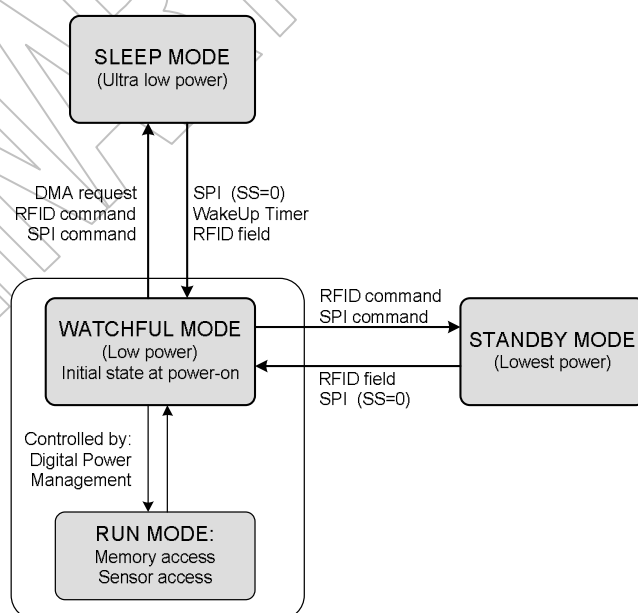 SLEEP MODE
(Ultra low power)
DMA request
RFID command
SPI command
SPI (SS=0)
WakeUp Timer
RFID field
WATCHFUL MODE
(Low power)
Initial state at power-on
RFID command
SPI command
STANDBY MODE
(Lowest power)
RFID field
SPI (SS=0)
Controlled by:
Digital Power
Management
RUN MODE:
Memory access
Sensor access